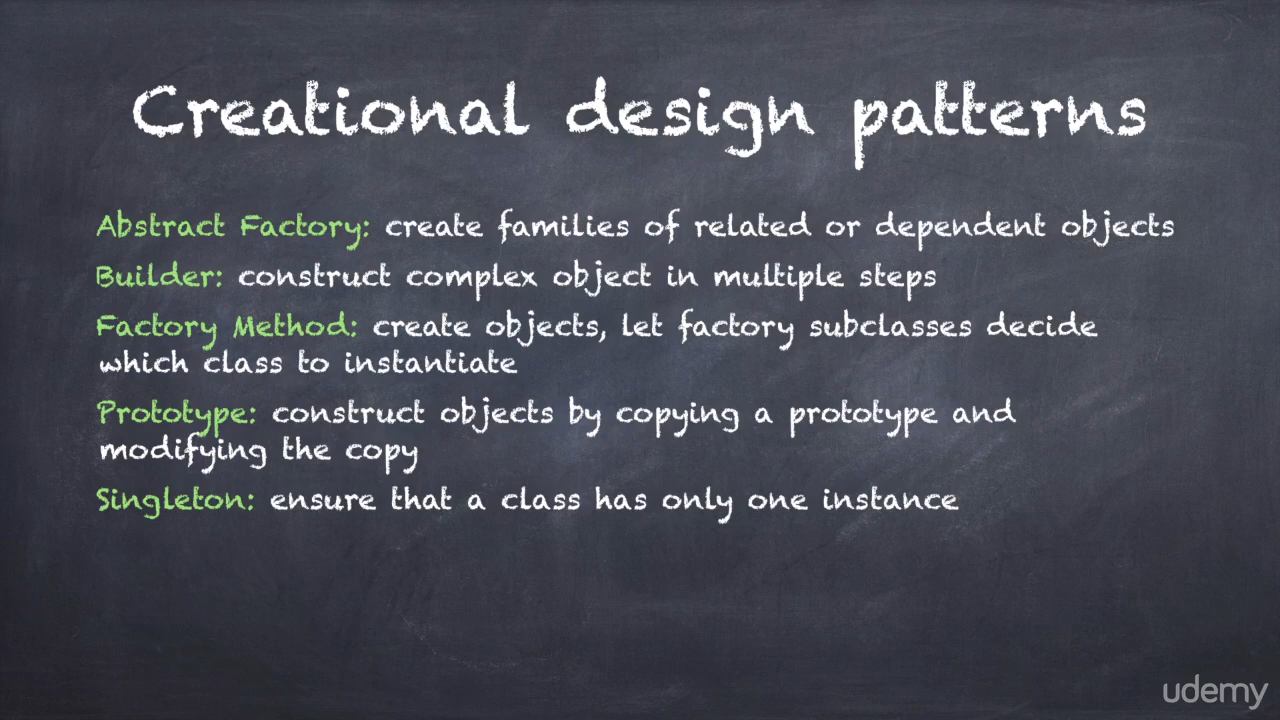 Creational design patterns
Abstract Factory: create families of related or dependent objects
Builder: construct complex object in multiple steps
Factory Method: create objects, let factory subclasses decide
which class to instantiate
Prototype: construct objects by copying a prototype and
modifying the copy
Singleton: ensure that a class has only one instance
udemy